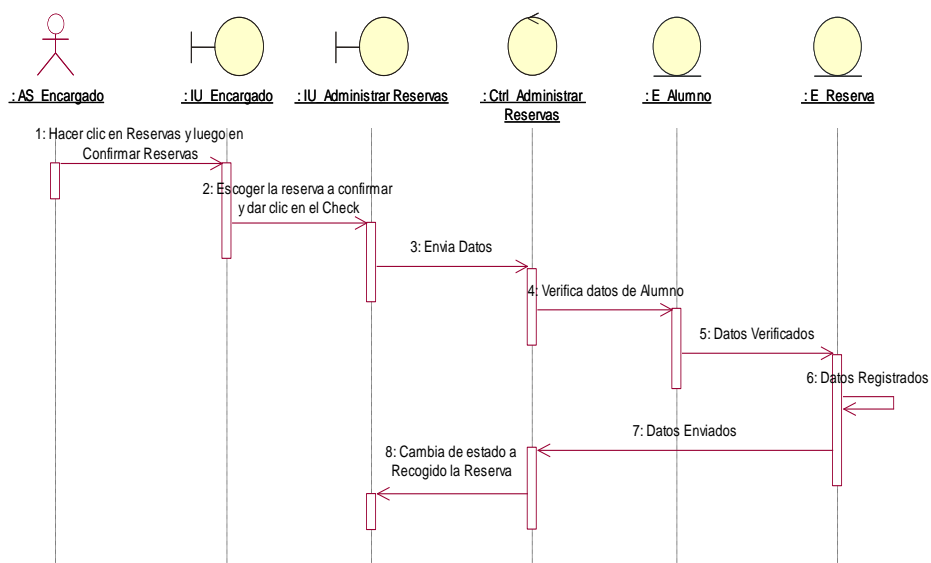 : AS_Encargado
: IU_Encargado
: IU_Administrar Reservas
: Ctrl_Administrar
Reservas
: E_Alumno
: E_Reserva
1: Hacer clic en Reservas y luego en
Confirmar Reservas
2: Escoger la reserva a confirmar
y dar clic en el Check
3: Envia Datos
4: Verifica datos de Alumno
5: Datos Verificados
6: Datos Registrados
7: Datos Enviados
8: Cambia de estado a
Recogido la Reserva